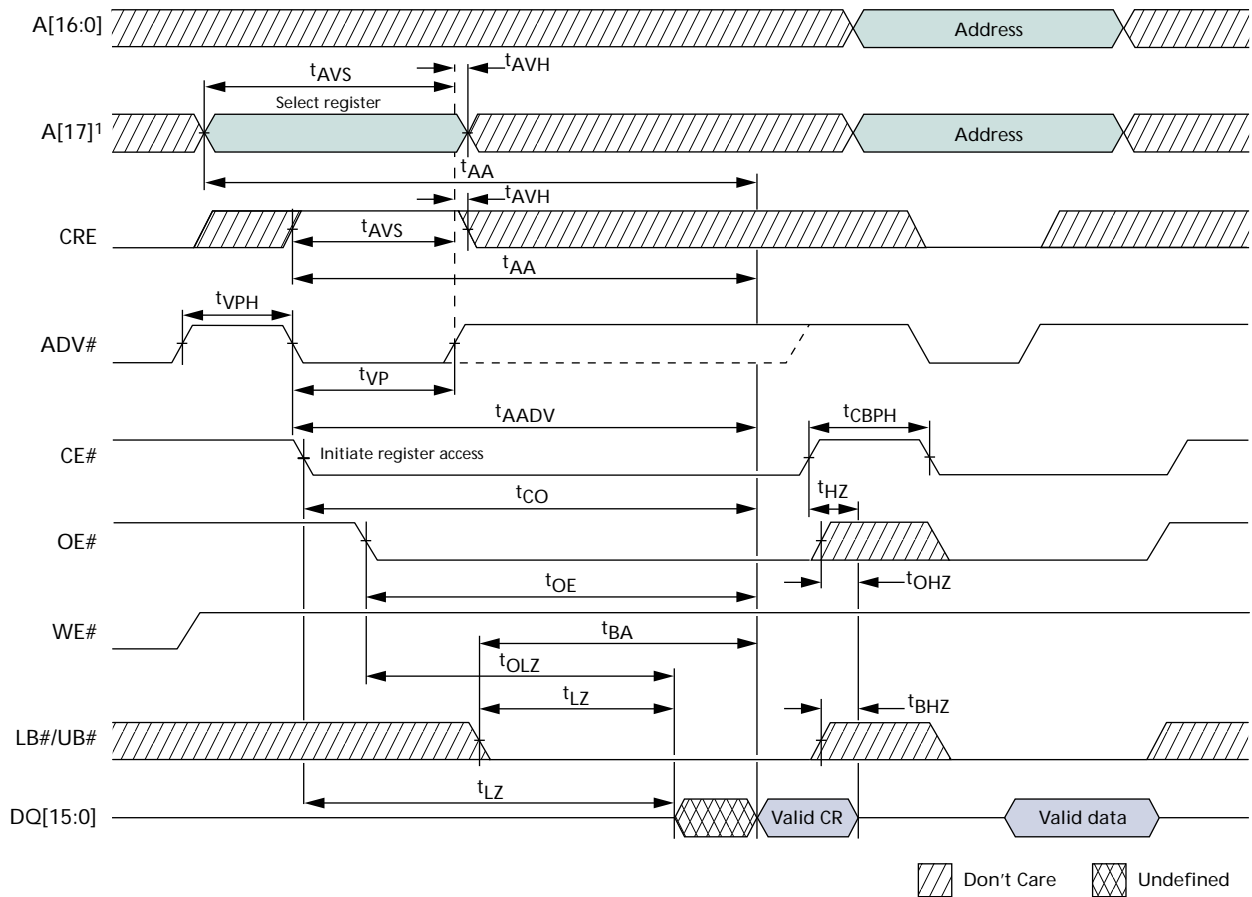 A[16:0]
Address
tAVS
tAVH
Select register
A[17]1
Address
tAA
tAVH
CRE
tAVS
tAA
tVPH
ADV#
tVP
tAADV
tCBPH
CE#
Initiate register access
tCO
tHZ
OE#
tOE
tOHZ
WE#
tBA
tOLZ
tLZ
tBHZ
LB#/UB#
tLZ
DQ[15:0]
Valid CR
Valid data
Don't Care
Undefined